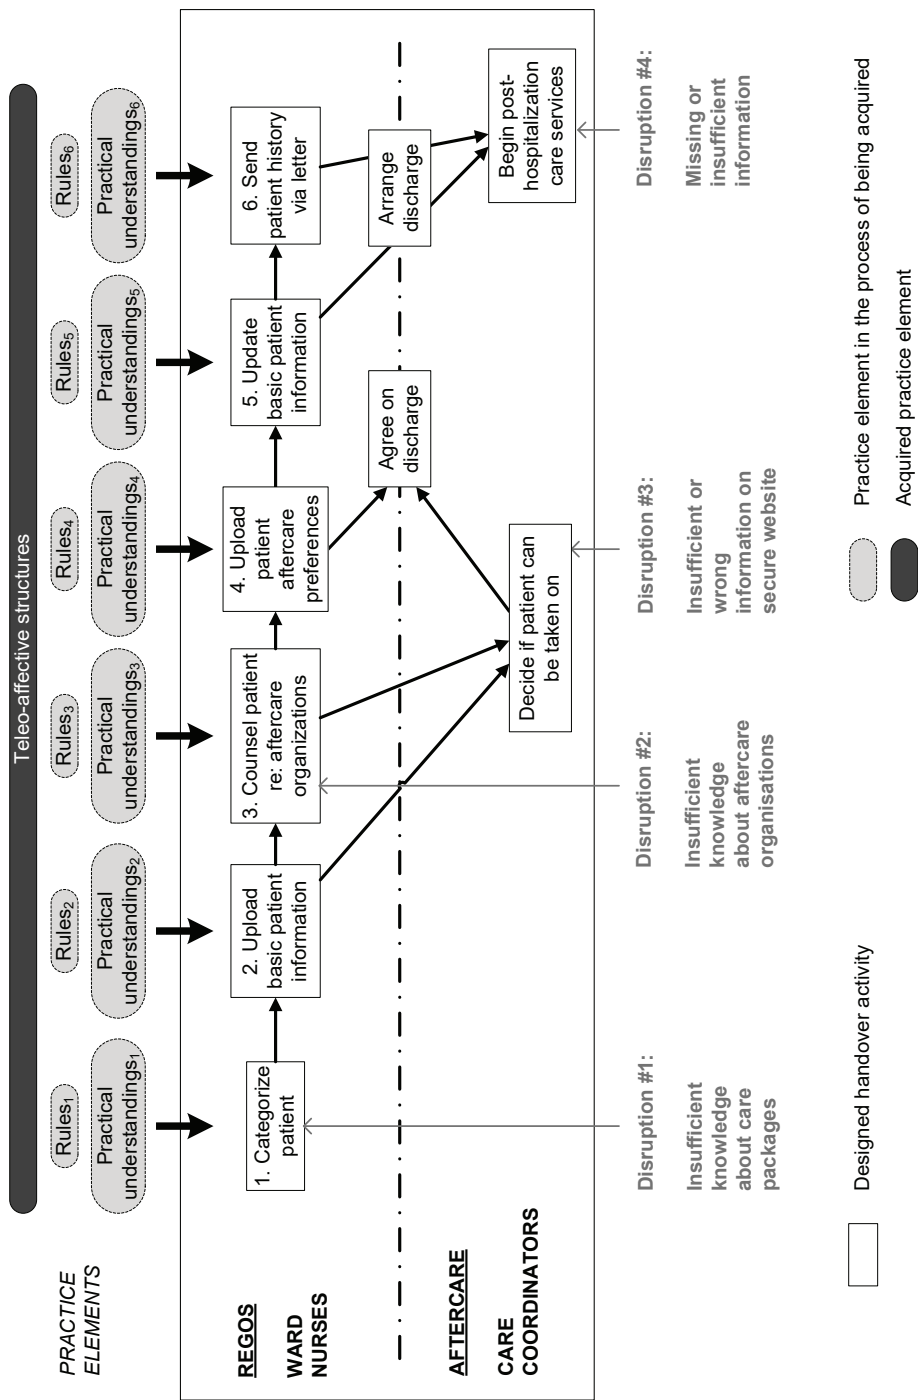 Teleo-affective structures
PRACTICE
ELEMENTS
Rules1
Rules2
Rules3
Rules4
Rules5
Rules6
Practical
understandings1
Practical
understandings2
Practical
understandings3
Practical
understandings4
Practical
understandings5
Practical
understandings6
REGOS
WARD
NURSES
1. Categorize
patient
2. Upload
basic patient
information
3. Counsel patient
re: aftercare
organizations
4. Upload
patient
aftercare
preferences
5. Update
basic patient
information
6. Send
patient history
via letter
Agree on
discharge
Arrange
discharge
AFTERCARE
CARE
COORDINATORS
Decide if patient can
be taken on
Begin post-
hospitalization
care services
Disruption #1:
Insufficient
knowledge
about care
packages
Disruption #2:
Insufficient
knowledge
about aftercare
organisations
Disruption #3:
Insufficient or
wrong
information on
secure website
Disruption #4:
Missing or
insufficient
information
Designed handover activity
Practice element in the process of being acquired
Acquired practice element